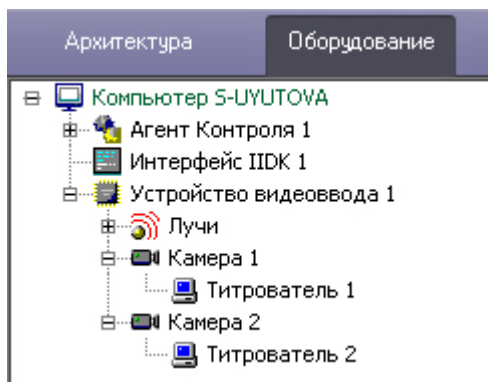 Архитектура Оборудование
Компьютер S-UYUTOVA
Агент Контроля 1
Интерфейс IIDK 1
Устройство видеоввода 1
Лучи
Камера 1
Титрователь 1
Камера 2
Титрователь 2